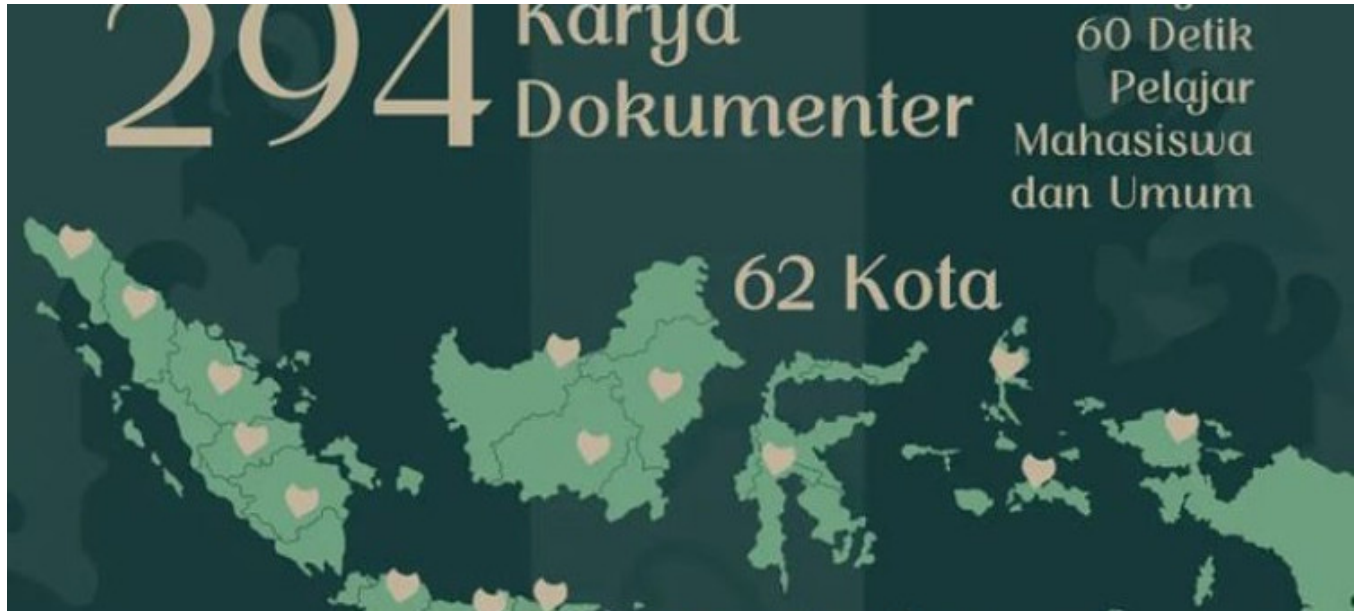 294
Karya
Dokumenter
60 Detik
Pelajar
Mahasiswa
dan Umum
62 Kota